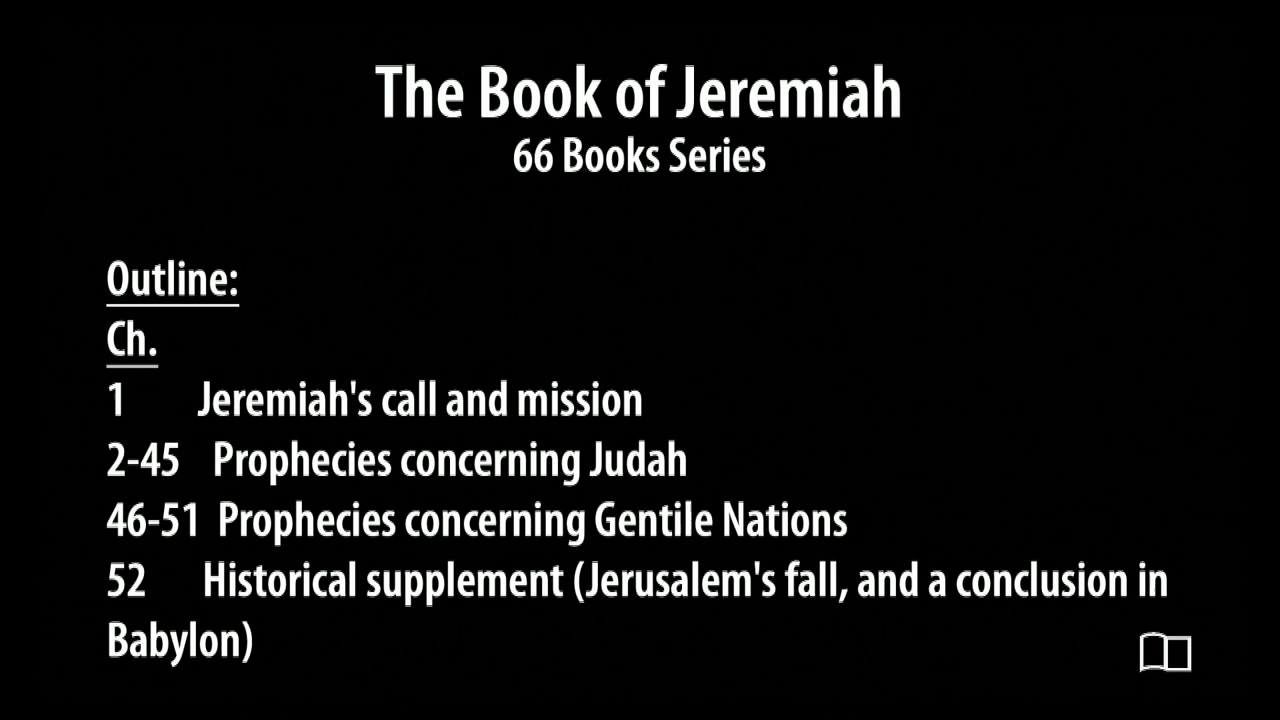 The Book of Jeremiah
66 Books Series
Outline:
Ch.
1 Jeremiah's call and mission
2-45 Prophecies concerning Judah
46-51 Prophecies concerning Gentile Nations
52 Historical supplement (Jerusalem's fall, and a conclusion in
Babylon)